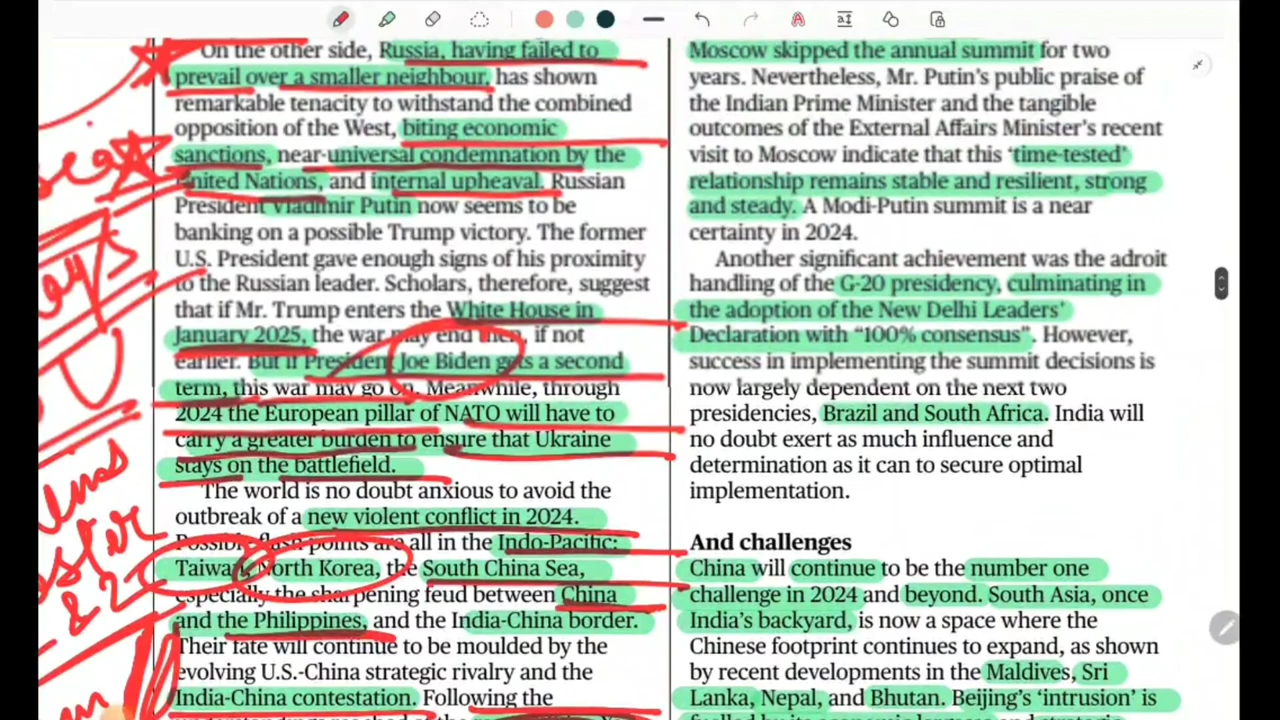 On the other side, Russia, having failed to
prevail over a smaller neighbour, has shown
remarkable tenacity to withstand the combined
opposition of the West, biting economic
sanctions, near-universal condemnation by the
United Nations, and internal upheaval. Russian
President Vladimir Putin now seems to be
banking on a possible Trump victory. The former
U.S. President gave enough signs of his proximity
to the Russian leader. Scholars, therefore, suggest
that if Mr. Trump enters the White House in
January 2025, the war may end then, if not
earlier. But if President Joe Biden gets a second
term, this war may go on. Meanwhile, through
2024 the European pillar of NATO will have to
carry a greater burden to ensure that Ukraine
stays on the battlefield.
The world is no doubt anxious to avoid the
outbreak of a new violent conflict in 2024.
Possible flash points are all in the Indo-Pacific:
Taiwan, North Korea, the South China Sea,
especially the sharpening feud between China
and the Philippines, and the India-China border.
Their fate will continue to be moulded by the
evolving U.S.-China strategic rivalry and the
India-China contestation. Following the
Moscow skipped the annual summit for two
years. Nevertheless, Mr. Putin's public praise of
the Indian Prime Minister and the tangible
outcomes of the External Affairs Minister's recent
visit to Moscow indicate that this 'time-tested'
relationship remains stable and resilient, strong
and steady. A Modi-Putin summit is a near
certainty in 2024.
Another significant achievement was the adroit
handling of the G-20 presidency, culminating in
the adoption of the New Delhi Leaders'
Declaration with "100% consensus". However,
success in implementing the summit decisions is
now largely dependent on the next two
presidencies, Brazil and South Africa. India will
no doubt exert as much influence and
determination as it can to secure optimal
implementation.
And challenges
China will continue to be the number one
challenge in 2024 and beyond. South Asia, once
India's backyard, is now a space where the
Chinese footprint continues to expand, as shown
by recent developments in the Maldives, Sri
Lanka, Nepal, and Bhutan. Beijing's 'intrusion' is
& 2